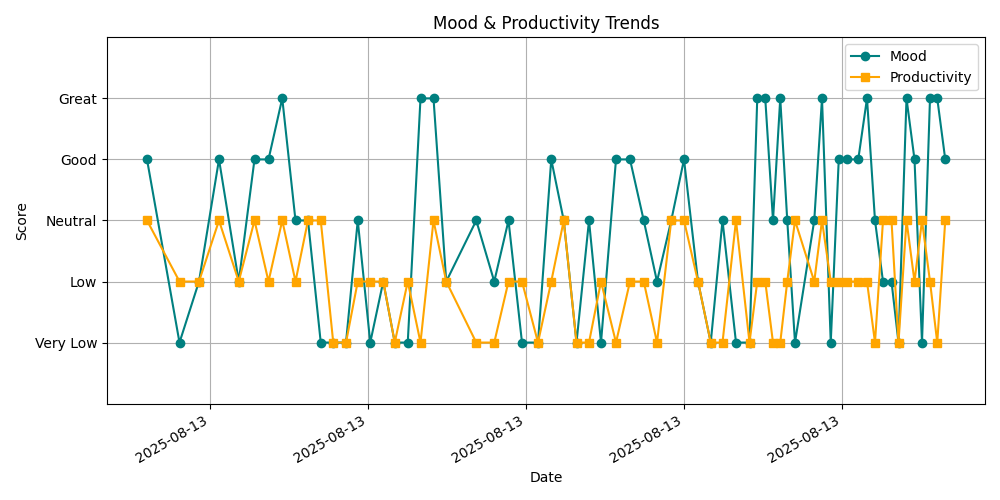 Mood & Productivity Trends
Mood
Productivity
Great
Good
Neutral
Low
Very Low
Score
2025-08-13
2025-08-13
2025-08-13
2025-08-13
2025-08-13
Date